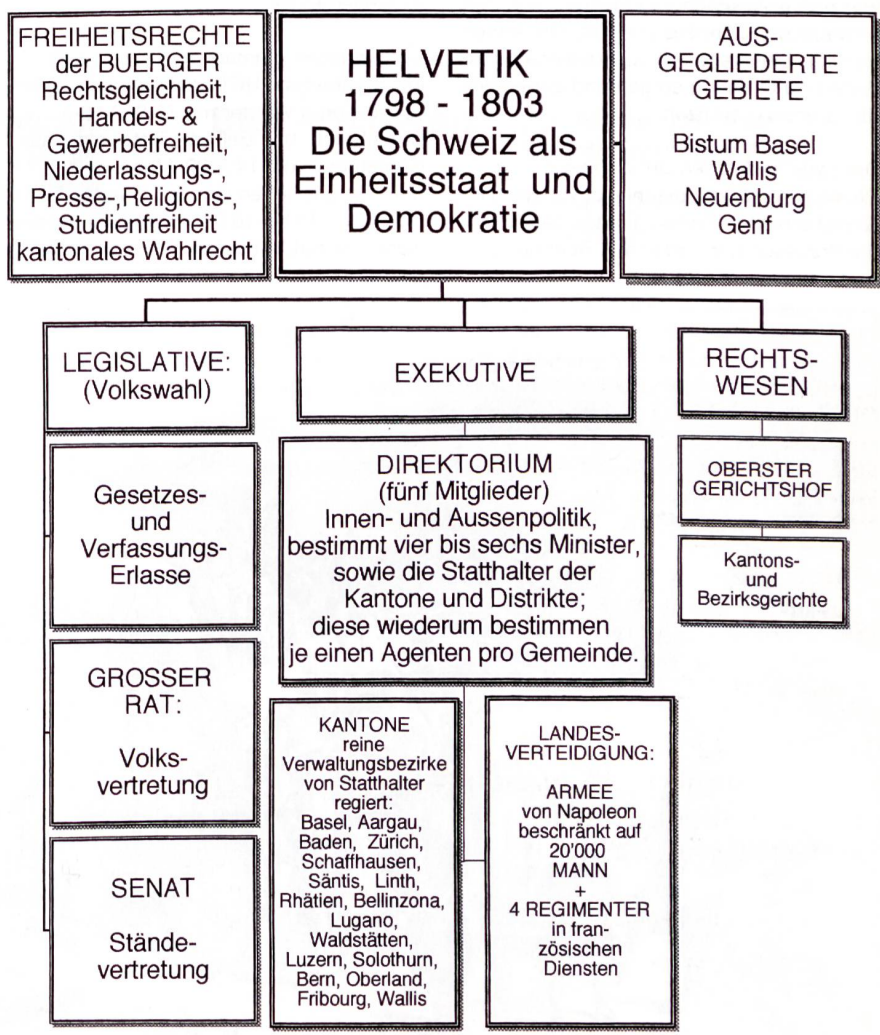 FREIHEITSRECHTE
der BUERGER
Rechtsgleichheit,
Handels- &
Gewerbefreiheit,
Niederlassungs-,
Presse-,Religions-,
Studienfreiheit
kantonales Wahlrecht
HELVETIK
1798 - 1803
Die Schweiz als
Einheitsstaat und
Demokratie
AUS-
GEGLIEDERTE
GEBIETE
Bistum Basel
Wallis
Neuenburg
Genf
LEGISLATIVE:
(Volkswahl)
Gesetzes-
und
Verfassungs-
Erlasse
GROSSER
RAT:
Volks-
vertretung
SENAT
Stände-
vertretung
EXEKUTIVE
DIREKTORIUM
(fünf Mitglieder)
Innen- und Aussenpolitik,
bestimmt vier bis sechs Minister,
sowie die Statthalter der
Kantone und Distrikte;
diese wiederum bestimmen
je einen Agenten pro Gemeinde.
KANTONE
reine
Verwaltungsbezirke
von Statthalter
regiert:
Basel, Aargau,
Baden, Zürich,
Schaffhausen,
Säntis, Linth,
Rhätien, Bellinzona,
Lugano,
Waldstätten,
Luzern, Solothurn,
Bern, Oberland,
Fribourg, Wallis
LANDES-
VERTEIDIGUNG:
ARMEE
von Napoleon
beschränkt auf
20'000
MANN
+
4 REGIMENTER
in fran-
zösischen
Diensten
RECHTS-
WESEN
OBERSTER
GERICHTSHOF
Kantons-
und
Bezirksgerichte